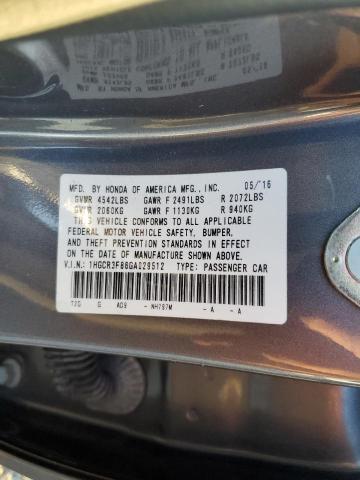 MFD. BY HONDA OF AMERICA MFG., INC. 05/'16
GVWR 4542LBS GAWR F 2491LBS R 2072LBS
GVWR 2060KG GAWR F 1130KG R 940KG
THIS VEHICLE CONFORMS TO ALL APPLICABLE
FEDERAL MOTOR VEHICLE SAFETY, BUMPER,
AND THEFT PREVENTION STANDARDS IN EFFECT
ON THE DATE OF MANUFACTURE SHOWN ABOVE.
V.I.N.: 1HGCR3F86GA029512 TYPE: PASSENGER CAR
T2G G AD9 - NH797M - A - A